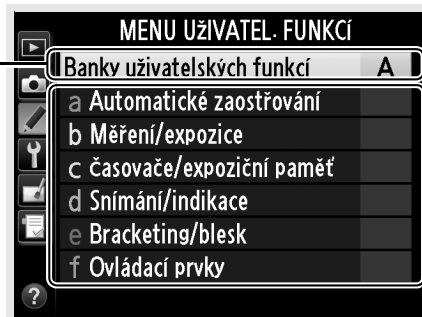 MENU UŽIVATEL. FUNKCÍ
Banky uživatelských funkcí A
a Automatické zaostřování
b Měření/expozice
c Časovače/expoziční paměť
d Snímání/indikace
e Bracketing/blesk
f Ovládací prvky
?